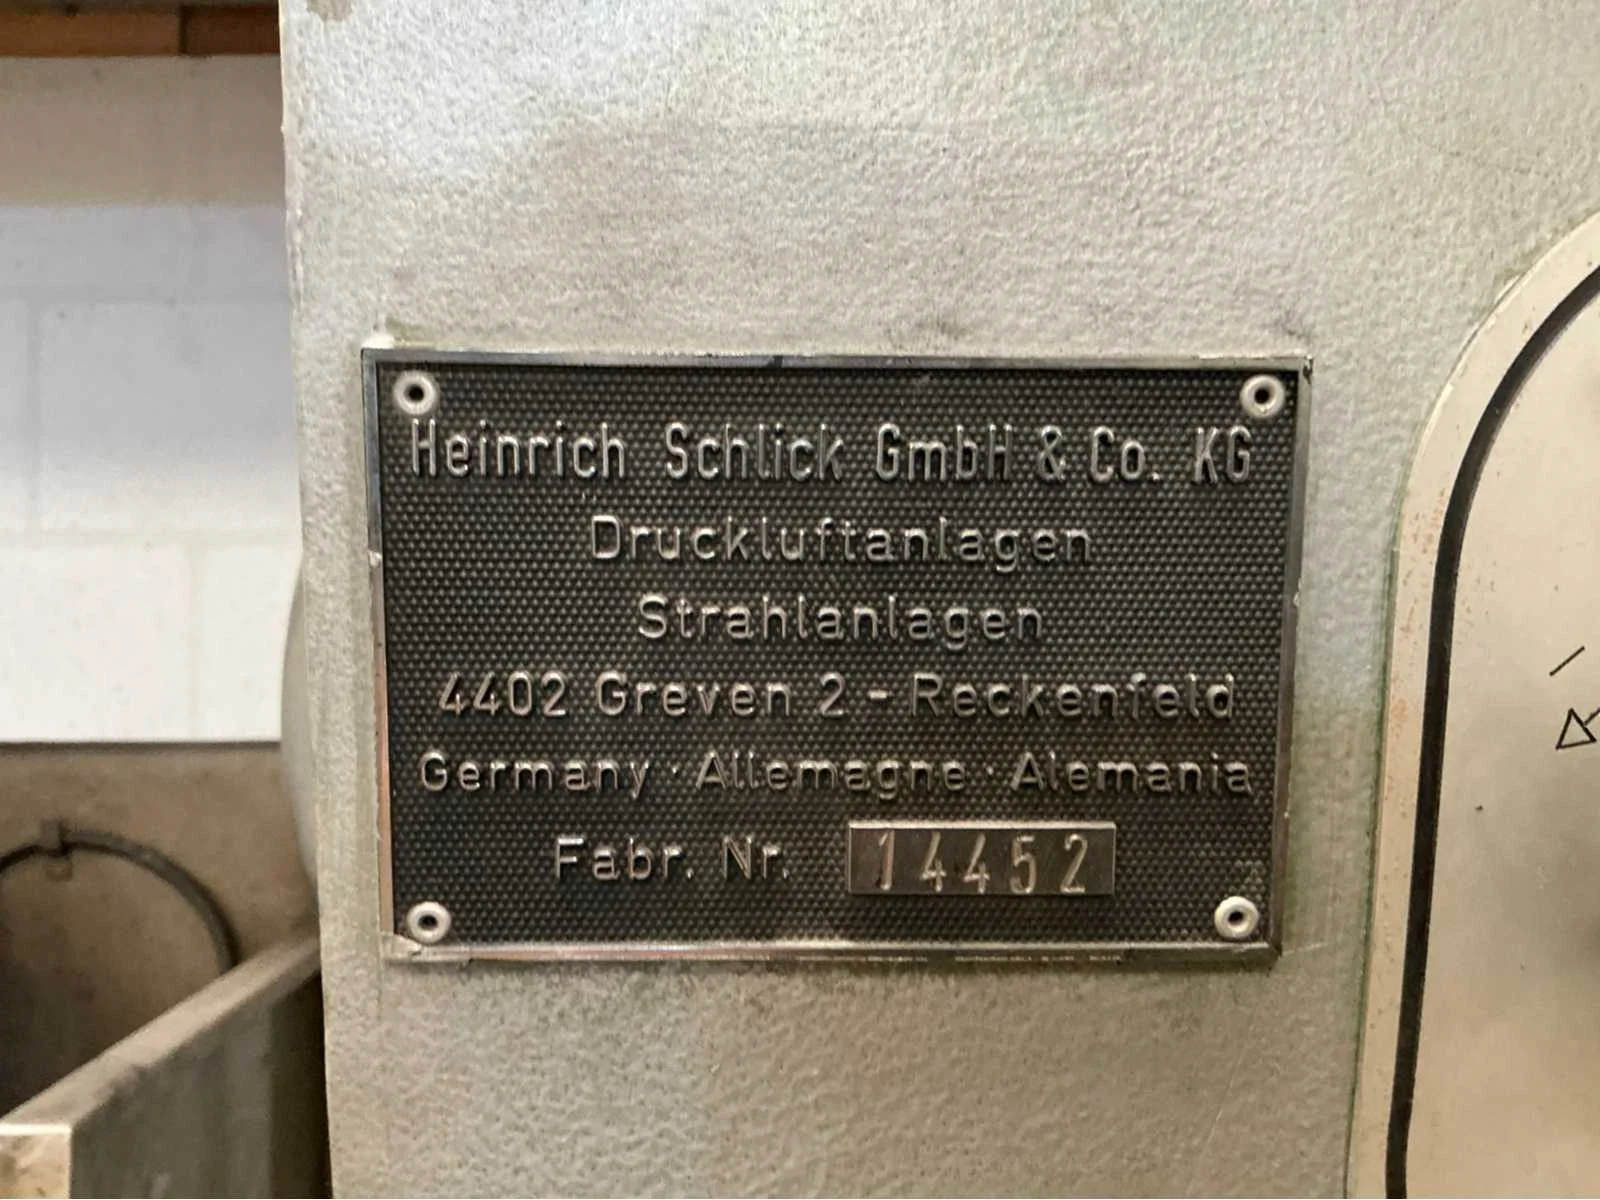 Heinrich Schlick GmbH & Co. KG
Druckluftanlagen
Strahlanlagen
4402 Greven 2 - Reckenfeld
Germany · Allemagne · Alemania
Fabr. Nr. 14452